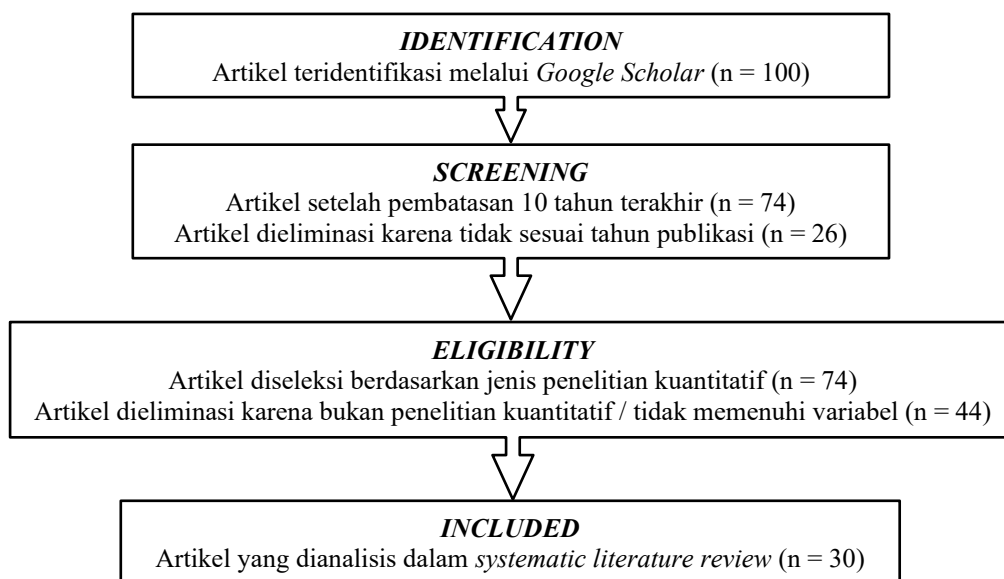 IDENTIFICATION
Artikel teridentifikasi melalui Google Scholar (n = 100)
SCREENING
Artikel setelah pembatasan 10 tahun terakhir (n = 74)
Artikel dieliminasi karena tidak sesuai tahun publikasi (n = 26)
ELIGIBILITY
Artikel diseleksi berdasarkan jenis penelitian kuantitatif (n = 74)
Artikel dieliminasi karena bukan penelitian kuantitatif / tidak memenuhi variabel (n = 44)
INCLUDED
Artikel yang dianalisis dalam systematic literature review (n = 30)